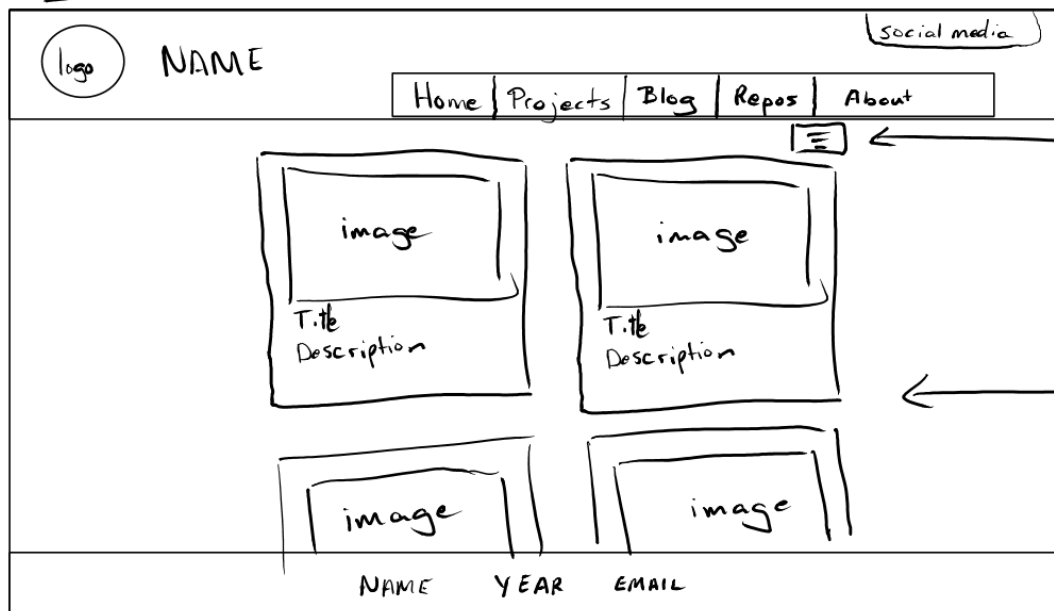 social media
logo NAME
Home Projects Blog Repos About
image image
Title Title
Description Description
image image
NAME YEAR EMAIL